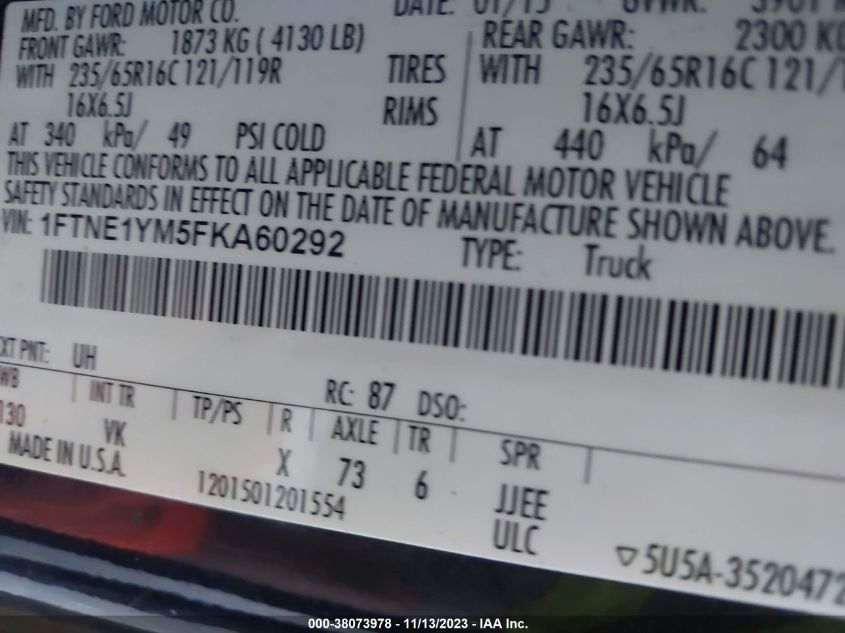 MFD. BY FORD MOTOR CO. DATE: 01/15 GVWR:
FRONT GAWR: 1873 KG ( 4130 LB) REAR GAWR: 2300 KG
WITH 235/65R16C 121/119R TIRES WITH 235/65R16C 121/1
16X6.5J RIMS 16X6.5J
AT 340 kPa/ 49 PSI COLD AT 440 kPa/ 64
THIS VEHICLE CONFORMS TO ALL APPLICABLE FEDERAL MOTOR VEHICLE
SAFETY STANDARDS IN EFFECT ON THE DATE OF MANUFACTURE SHOWN ABOVE.
VIN: 1FTNE1YM5FKA60292 TYPE: Truck
XT PNT: UH RC: 87 DSO:
WB INT TR TP/PS R AXLE TR SPR
130 VK X 73 6 JJEE
MADE IN U.S.A. 1201501201554 ULC
▽5U5A-3520472
000-38073978 - 11/13/2023 - IAA Inc.